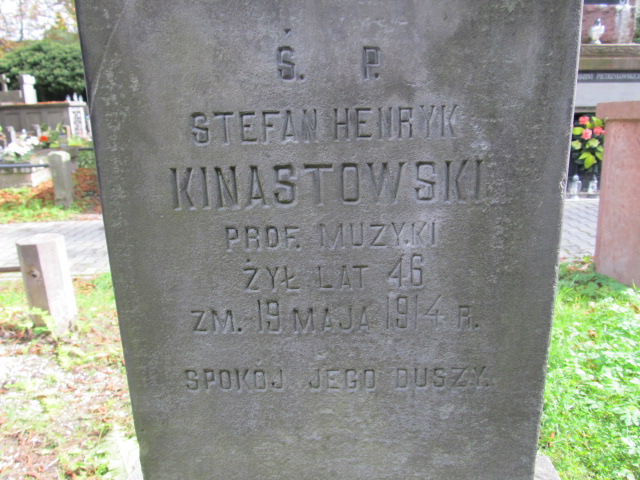 Ś. P.
STEFAN HENRYK
KINASTOWSKI
PROF. MUZYKI
ŻYŁ LAT 46
ZM. 19 MAJA 1914 R.
SPOKÓJ JEGO DUSZY.